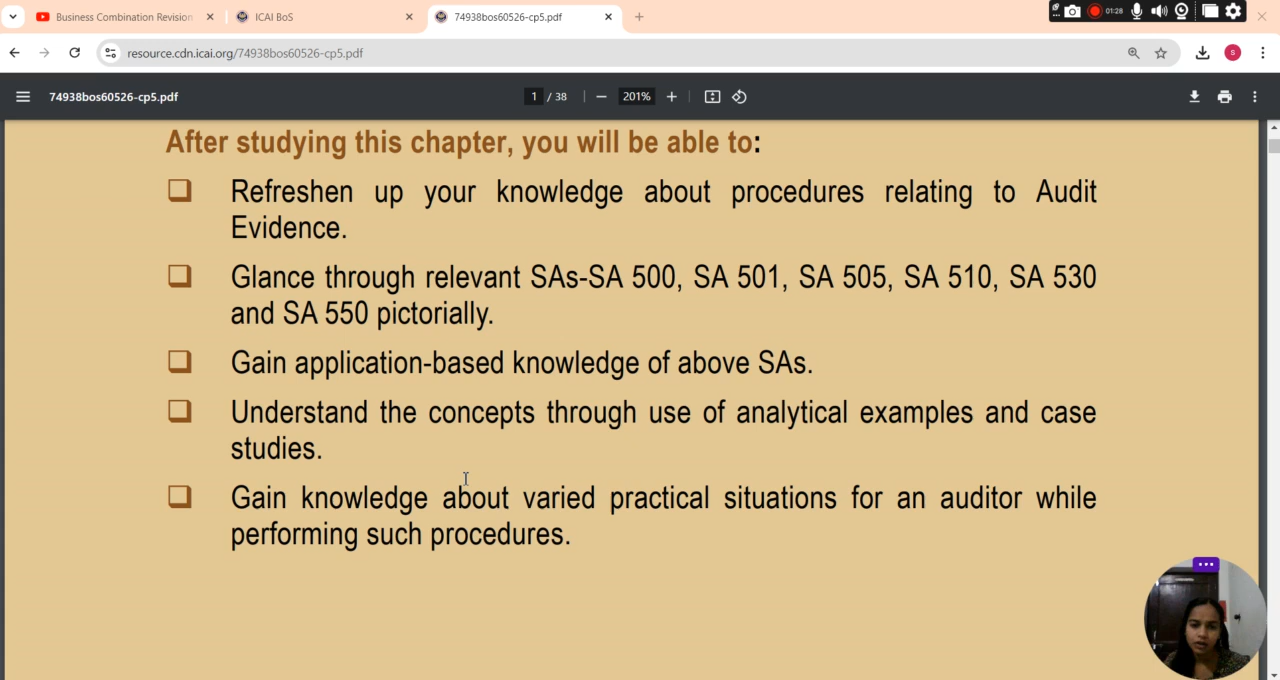 Business Combination Revision
ICAI BoS
74938bos60526-cp5.pdf
01:28
resource.cdn.icai.org/74938bos60526-cp5.pdf
S
74938bos60526-cp5.pdf
1 / 38
201%
After studying this chapter, you will be able to:
Refreshen up your knowledge about procedures relating to Audit
Evidence.
Glance through relevant SAs-SA 500, SA 501, SA 505, SA 510, SA 530
and SA 550 pictorially.
Gain application-based knowledge of above SAs.
Understand the concepts through use of analytical examples and case
studies.
Gain knowledge about varied practical situations for an auditor while
performing such procedures.